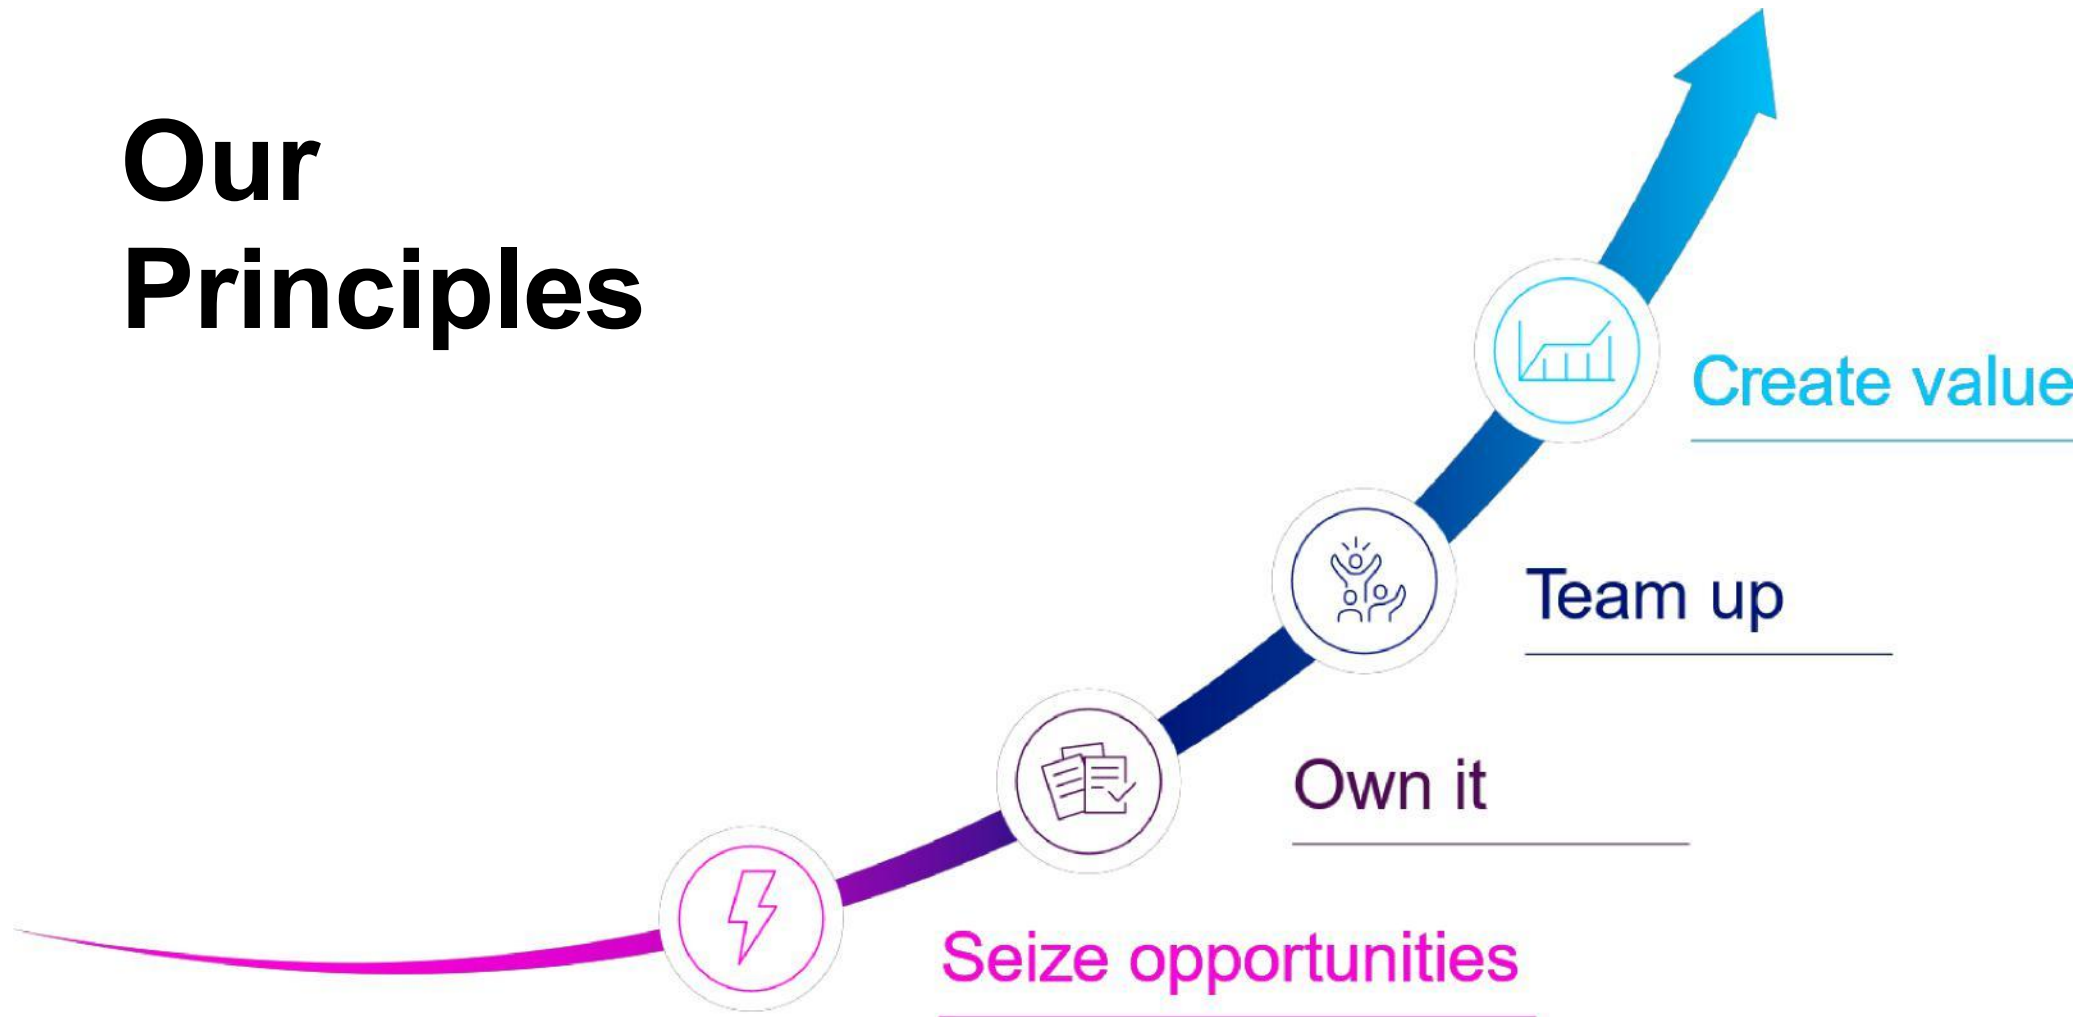 Our
Principles
Create value
Team up
Own it
Seize opportunities